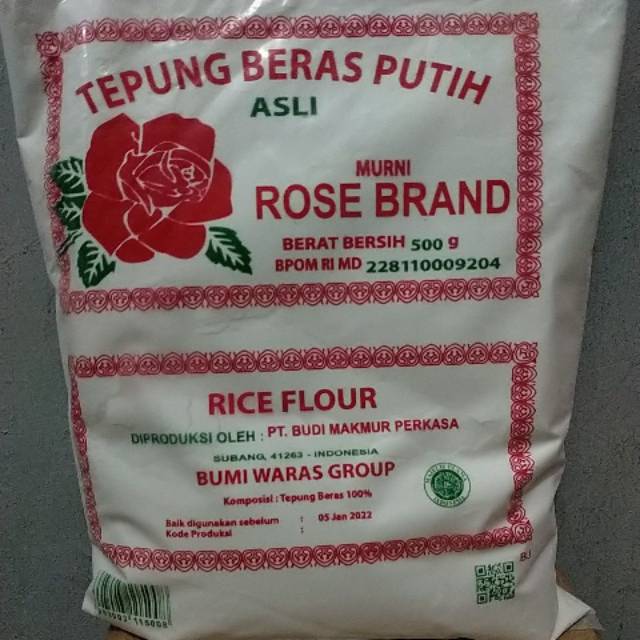 TEPUNG BERAS PUTIH
ASLI
MURNI
ROSE BRAND
BERAT BERSIH 500 g
BPOM RI MD 228110009204
RICE FLOUR
DIPRODUKSI OLEH : PT. BUDI MAKMUR PERKASA
SUBANG, 41263 - INDONESIA
BUMI WARAS GROUP
Komposisi : Tepung Beras 100%
Baik digunakan sebelum : 05 Jan 2022
Kode Produksi :
BJ